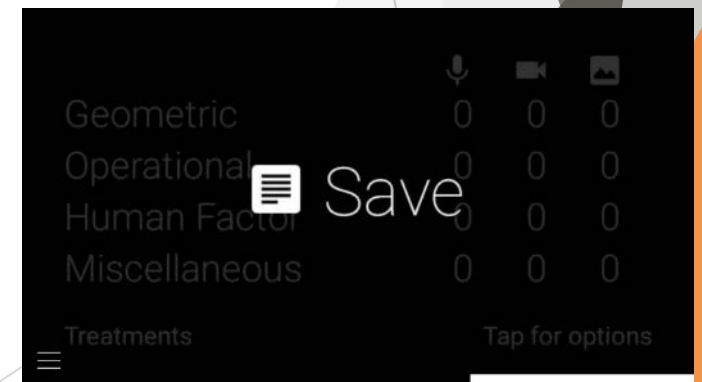 Geometric 0 0 0
Operational 0 0 0
Save
Human Factor 0 0 0
Miscellaneous 0 0 0
Treatments Tap for options